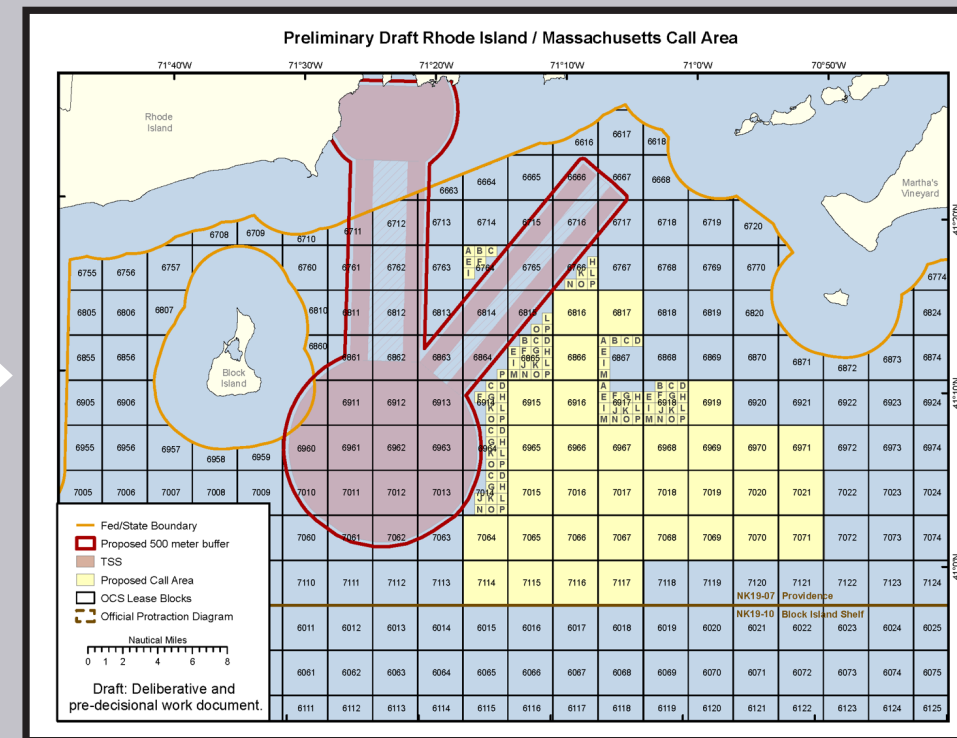 Preliminary Draft Rhode Island / Massachusetts Call Area
71°40'W 71°30'W 71°20'W 71°10'W 71°0'W 70°50'W
Rhode
Island
Martha's
Vineyard
Block
Island
41°20'N
41°10'N
41°0'N
6616 6617 6618
6663 6664 6665 6666 6667 6668
6708 6709 6710 6711 6712 6713 6714 6715 6716 6717 6718 6719 6720
A B C
E F
I
H
K L
N O P
6755 6756 6757 6760 6761 6762 6763 6764 6765 6766 6767 6768 6769 6770 6774
6805 6806 6807 6810 6811 6812 6813 6814 6815 6816 6817 6818 6819 6820 6824
L
O P
B C D
E F G H
I J K L
P M N O P
A B C D
E
I
M
6855 6856 6860 6861 6862 6863 6864 6865 6866 6867 6868 6869 6870 6871 6872 6873 6874
6905 6906 6911 6912 6913 6914 6915 6916 6917 6918 6919 6920 6921 6922 6923 6924
C D
F G H
K L
O P
A
E F G H
I J K L
M N O P
B C D
E F G H
I J K L
M N O P
6955 6956 6957 6958 6959 6960 6961 6962 6963 6964 6965 6966 6967 6968 6969 6970 6971 6972 6973 6974
C D
G H
K L
O P
7005 7006 7007 7008 7009 7010 7011 7012 7013 7014 7015 7016 7017 7018 7019 7020 7021 7022 7023 7024
C D
G H
J K L
N O P
7060 7061 7062 7063 7064 7065 7066 7067 7068 7069 7070 7071 7072 7073 7074
7110 7111 7112 7113 7114 7115 7116 7117 7118 7119 7120 7121 7122 7123 7124
NK19-07 Providence
NK19-10 Block Island Shelf
6011 6012 6013 6014 6015 6016 6017 6018 6019 6020 6021 6022 6023 6024 6025
6061 6062 6063 6064 6065 6066 6067 6068 6069 6070 6071 6072 6073 6074 6075
6111 6112 6113 6114 6115 6116 6117 6118 6119 6120 6121 6122 6123 6124 6125
Fed/State Boundary
Proposed 500 meter buffer
TSS
Proposed Call Area
OCS Lease Blocks
Official Protraction Diagram
Nautical Miles
0 1 2 4 6 8
Draft: Deliberative and
pre-decisional work document.